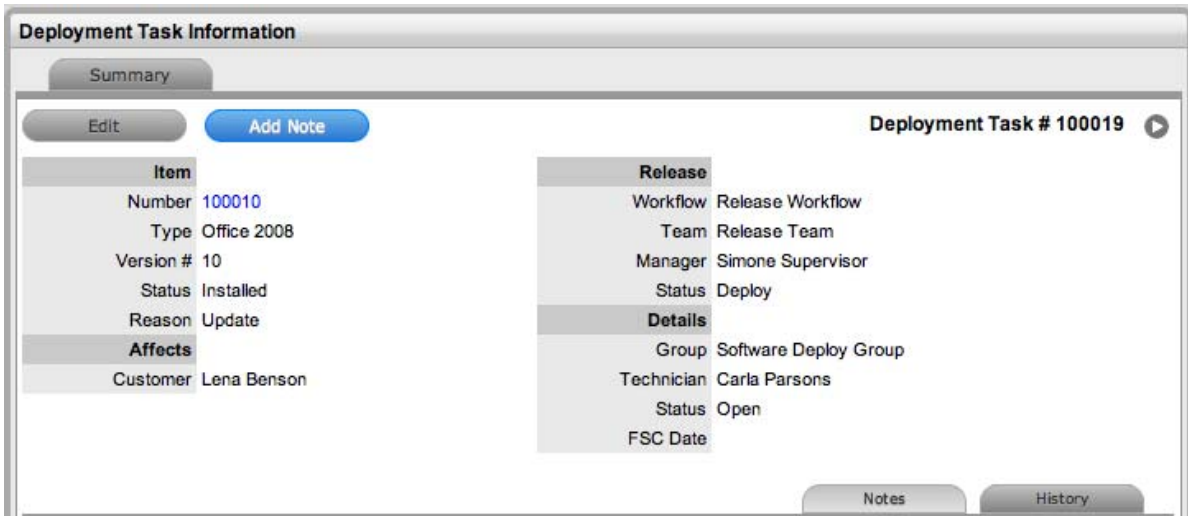 Deployment Task Information
Summary
Edit
Add Note
Deployment Task # 100019
Item
Number 100010
Type Office 2008
Version # 10
Status Installed
Reason Update
Affects
Customer Lena Benson
Release
Workflow Release Workflow
Team Release Team
Manager Simone Supervisor
Status Deploy
Details
Group Software Deploy Group
Technician Carla Parsons
Status Open
FSC Date
Notes
History